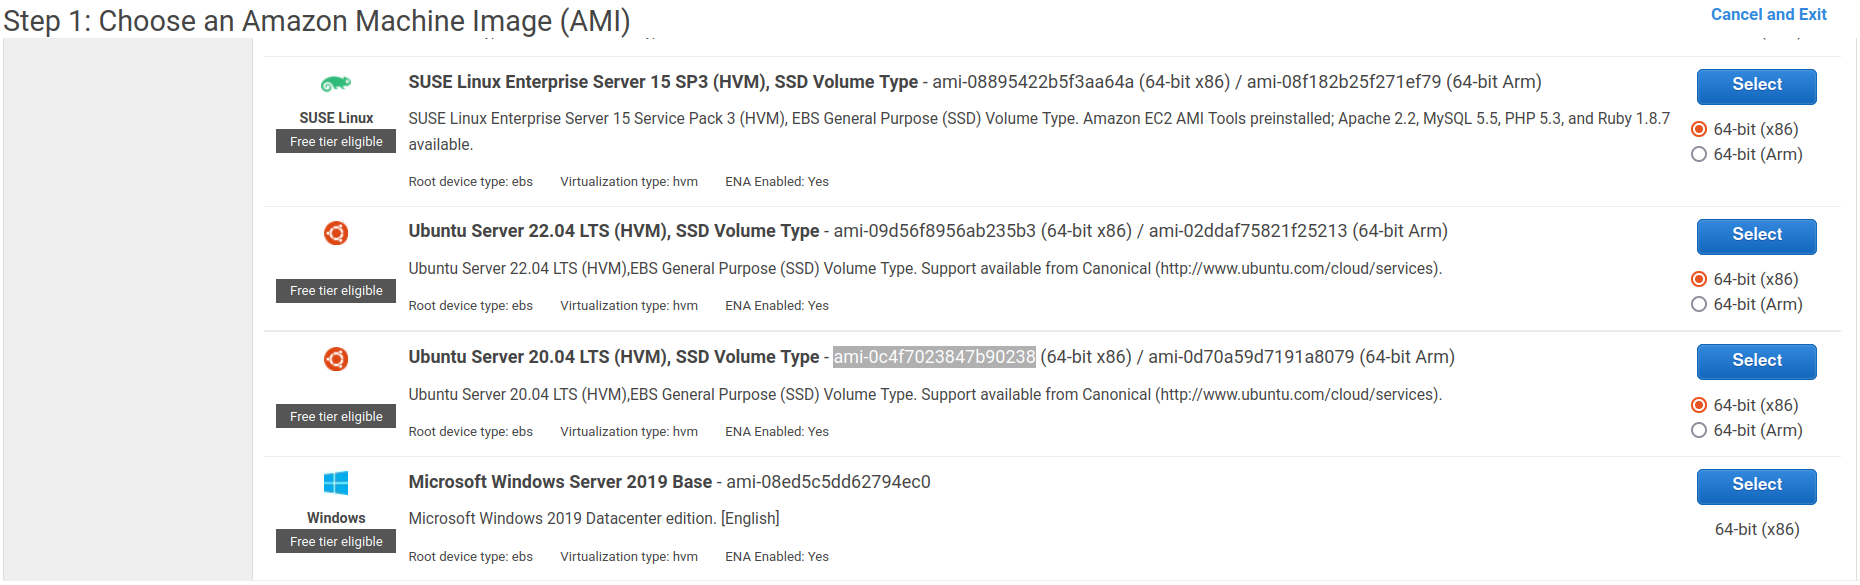 Step 1: Choose an Amazon Machine Image (AMI)
Cancel and Exit
SUSE Linux
Free tier eligible
SUSE Linux Enterprise Server 15 SP3 (HVM), SSD Volume Type - ami-08895422b5f3aa64a (64-bit x86) / ami-08f182b25f271ef79 (64-bit Arm)
SUSE Linux Enterprise Server 15 Service Pack 3 (HVM), EBS General Purpose (SSD) Volume Type. Amazon EC2 AMI Tools preinstalled; Apache 2.2, MySQL 5.5, PHP 5.3, and Ruby 1.8.7
available.
Root device type: ebs Virtualization type: hvm ENA Enabled: Yes
Select
64-bit (x86)
64-bit (Arm)
Free tier eligible
Ubuntu Server 22.04 LTS (HVM), SSD Volume Type - ami-09d56f8956ab235b3 (64-bit x86) / ami-02ddaf75821f25213 (64-bit Arm)
Ubuntu Server 22.04 LTS (HVM),EBS General Purpose (SSD) Volume Type. Support available from Canonical (http://www.ubuntu.com/cloud/services).
Root device type: ebs Virtualization type: hvm ENA Enabled: Yes
Select
64-bit (x86)
64-bit (Arm)
Free tier eligible
Ubuntu Server 20.04 LTS (HVM), SSD Volume Type - ami-0c4f7023847b90238 (64-bit x86) / ami-0d70a59d7191a8079 (64-bit Arm)
Ubuntu Server 20.04 LTS (HVM),EBS General Purpose (SSD) Volume Type. Support available from Canonical (http://www.ubuntu.com/cloud/services).
Root device type: ebs Virtualization type: hvm ENA Enabled: Yes
Select
64-bit (x86)
64-bit (Arm)
Windows
Free tier eligible
Microsoft Windows Server 2019 Base - ami-08ed5c5dd62794ec0
Microsoft Windows 2019 Datacenter edition. [English]
Root device type: ebs Virtualization type: hvm ENA Enabled: Yes
Select
64-bit (x86)